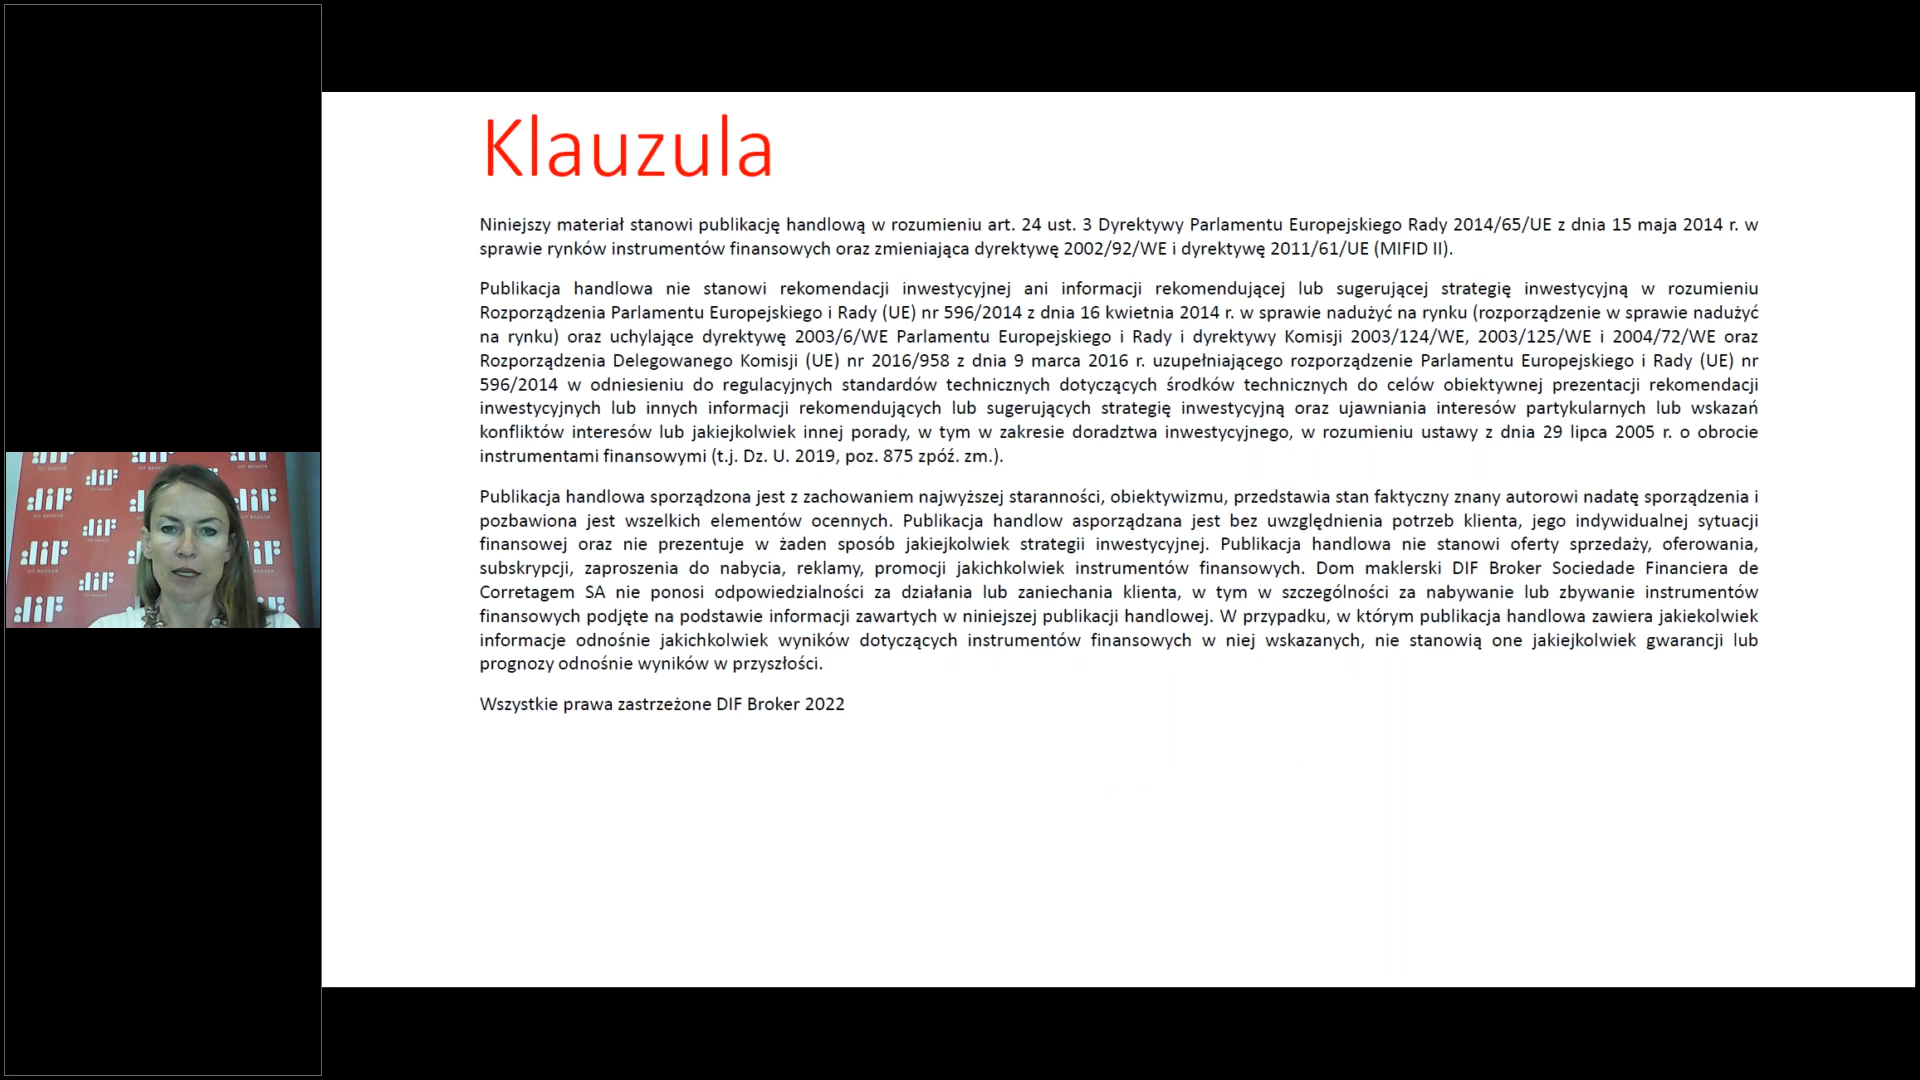 Klauzula
Niniejszy materiał stanowi publikację handlową w rozumieniu art. 24 ust. 3 Dyrektywy Parlamentu Europejskiego Rady 2014/65/UE z dnia 15 maja 2014 r. w
sprawie rynków instrumentów finansowych oraz zmieniająca dyrektywę 2002/92/WE i dyrektywę 2011/61/UE (MIFID II).
Publikacja handlowa nie stanowi rekomendacji inwestycyjnej ani informacji rekomendującej lub sugerującej strategię inwestycyjną w rozumieniu
Rozporządzenia Parlamentu Europejskiego i Rady (UE) nr 596/2014 z dnia 16 kwietnia 2014 r. w sprawie nadużyć na rynku (rozporządzenie w sprawie nadużyć
na rynku) oraz uchylające dyrektywę 2003/6/WE Parlamentu Europejskiego i Rady i dyrektywy Komisji 2003/124/WE, 2003/125/WE i 2004/72/WE oraz
Rozporządzenia Delegowanego Komisji (UE) nr 2016/958 z dnia 9 marca 2016 r. uzupełniającego rozporządzenie Parlamentu Europejskiego i Rady (UE) nr
596/2014 w odniesieniu do regulacyjnych standardów technicznych dotyczących środków technicznych do celów obiektywnej prezentacji rekomendacji
inwestycyjnych lub innych informacji rekomendujących lub sugerujących strategię inwestycyjną oraz ujawniania interesów partykularnych lub wskazań
konfliktów interesów lub jakiejkolwiek innej porady, w tym w zakresie doradztwa inwestycyjnego, w rozumieniu ustawy z dnia 29 lipca 2005 r. o obrocie
instrumentami finansowymi (t.j. Dz. U. 2019, poz. 875 zpóź. zm.).
Publikacja handlowa sporządzona jest z zachowaniem najwyższej staranności, obiektywizmu, przedstawia stan faktyczny znany autorowi nadatę sporządzenia i
pozbawiona jest wszelkich elementów ocennych. Publikacja handlow asporządzana jest bez uwzględnienia potrzeb klienta, jego indywidualnej sytuacji
finansowej oraz nie prezentuje w żaden sposób jakiejkolwiek strategii inwestycyjnej. Publikacja handlowa nie stanowi oferty sprzedaży, oferowania,
subskrypcji, zaproszenia do nabycia, reklamy, promocji jakichkolwiek instrumentów finansowych. Dom maklerski DIF Broker Sociedade Financiera de
Corretagem SA nie ponosi odpowiedzialności za działania lub zaniechania klienta, w tym w szczególności za nabywanie lub zbywanie instrumentów
finansowych podjęte na podstawie informacji zawartych w niniejszej publikacji handlowej. W przypadku, w którym publikacja handlowa zawiera jakiekolwiek
informacje odnośnie jakichkolwiek wyników dotyczących instrumentów finansowych w niej wskazanych, nie stanowią one jakiejkolwiek gwarancji lub
prognozy odnośnie wyników w przyszłości.
Wszystkie prawa zastrzeżone DIF Broker 2022
dif
dif
dif
dif
dif
dif
dif